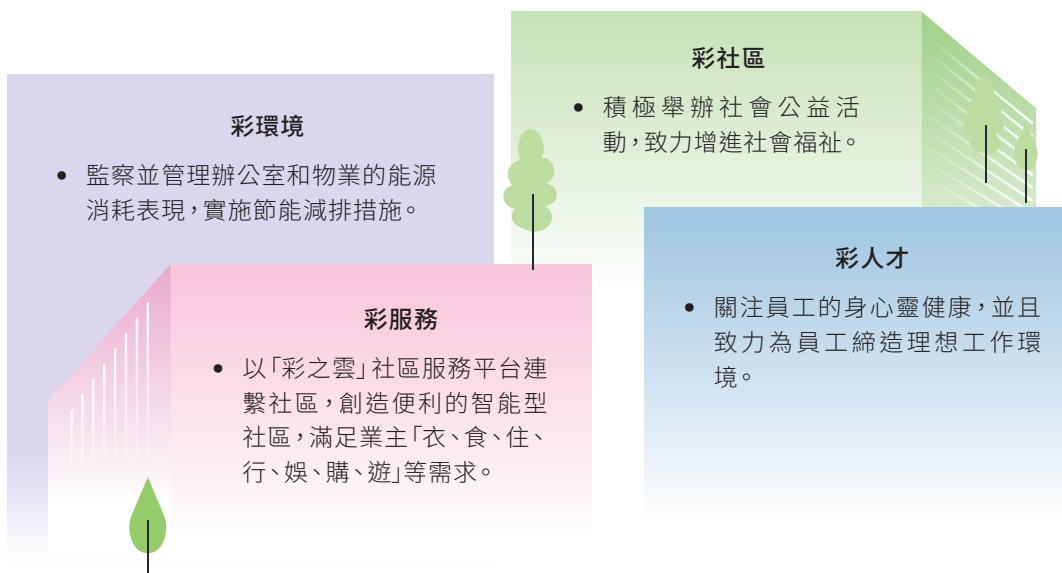 彩環境
• 監察並管理辦公室和物業的能源
消耗表現，實施節能減排措施。
彩社區
• 積極舉辦社會公益活
動，致力增進社會福祉。
彩服務
• 以「彩之雲」社區服務平台連
繫社區，創造便利的智能型
社區，滿足業主「衣、食、住、
行、娛、購、遊」等需求。
彩人才
• 關注員工的身心靈健康，並且
致力為員工締造理想工作環
境。